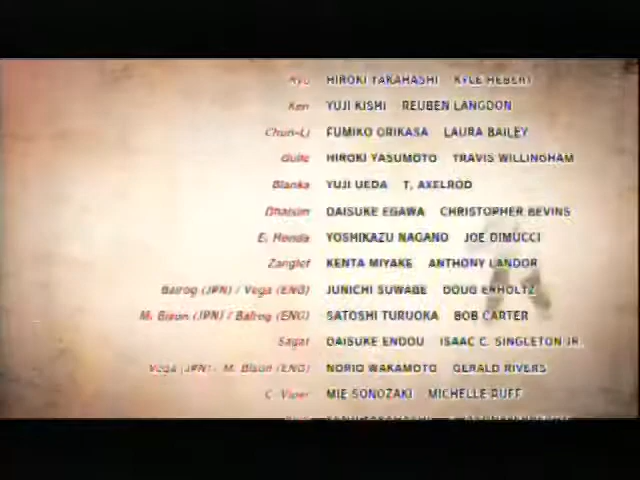 Ryu HIROKI TAKAHASHI KYLE HEBERT
Ken YUJI KISHI REUBEN LANGDON
Chun-Li FUMIKO ORIKASA LAURA BAILEY
Guile HIROKI YASUMOTO TRAVIS WILLINGHAM
Blanka YUJI UEDA T. AXELROD
Dhalsim DAISUKE EGAWA CHRISTOPHER BEVINS
E. Honda YOSHIKAZU NAGANO JOE DIMUCCI
Zangief KENTA MIYAKE ANTHONY LANDOR
Balrog (JPN) / Vega (ENG) JUNICHI SUWABE DOUG ERHOLTZ
M. Bison (JPN) / Balrog (ENG) SATOSHI TURUOKA BOB CARTER
Sagat DAISUKE ENDOU ISAAC C. SINGLETON JR.
Vega (JPN) - M. Bison (ENG) NORIO WAKAMOTO GERALD RIVERS
C. Viper MIE SONOZAKI MICHELLE RUFF